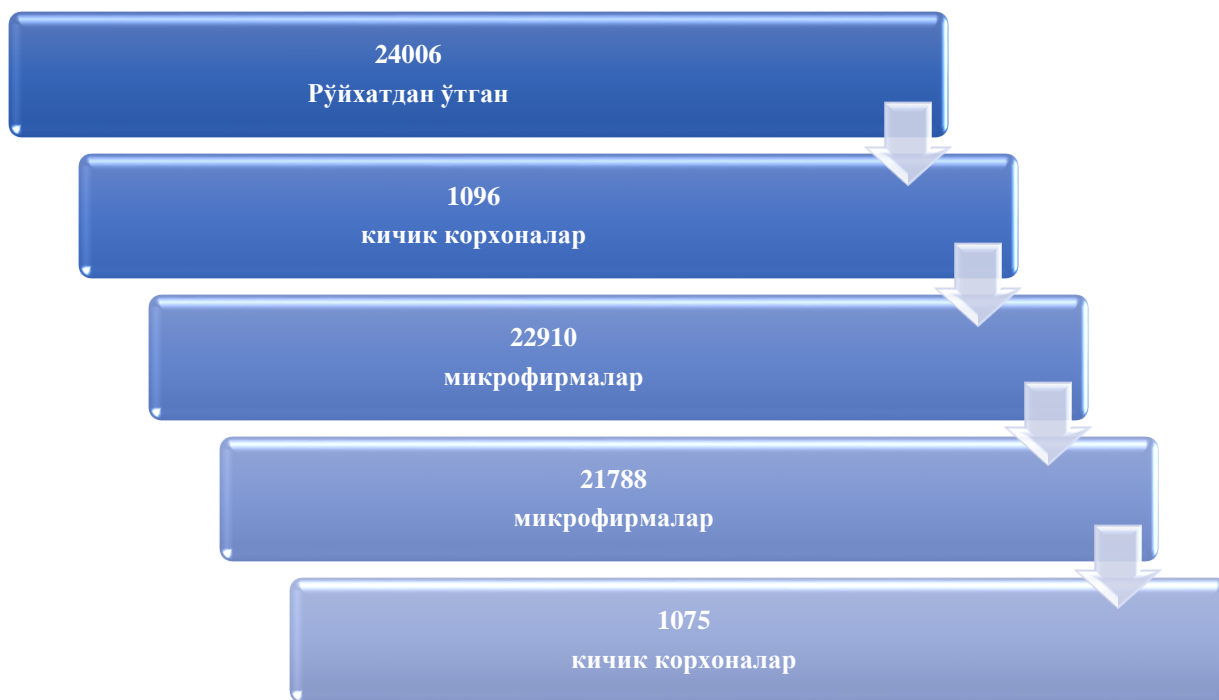 24006
Рўйхатдан ўтган
1096
кичик корхоналар
22910
микрофирмалар
21788
микрофирмалар
1075
кичик корхоналар